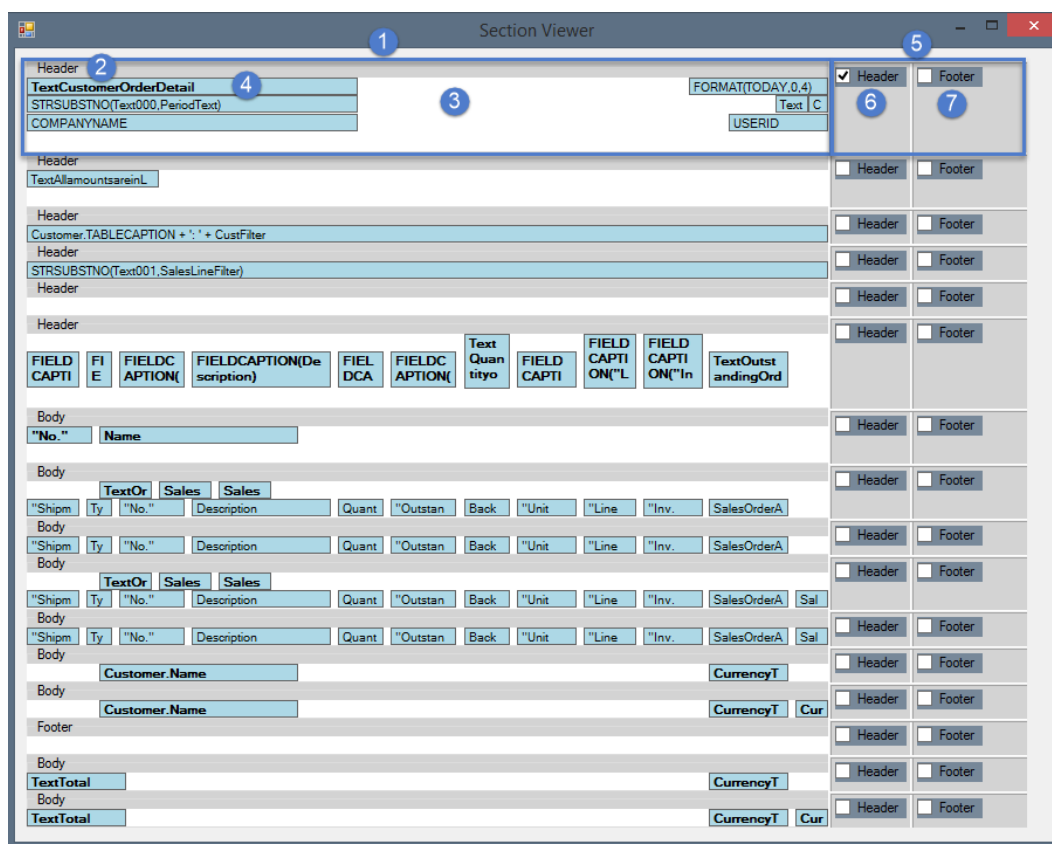 Section Viewer
1
5
Header 2
Header Footer
TextCustomerOrderDetail 4 FORMAT(TODAY,0,4)
STRSUBSTNO(Text000,PeriodText) 3 Text C 6 7
COMPANYNAME USERID
Header
Header Footer
TextAllamountsareinL
Header
Header Footer
Customer.TABLECAPTION + ': ' + CustFilter
Header
Header Footer
STRSUBSTNO(Text001,SalesLineFilter)
Header
Header Footer
Header
Header Footer
FIELD CAPTI
FI E
FIELDC APTION(
FIELDCAPTION(De scription)
FIEL DCA
FIELDC APTION(
Text Quan tityo
FIELD CAPTI
FIELD CAPTI ON("L
FIELD CAPTI ON("In
TextOutst andingOrd
Body
Header Footer
"No." Name
Body
Header Footer
TextOr Sales Sales
"Shipm Ty "No." Description Quant "Outstan Back "Unit "Line "Inv. SalesOrderA
Body
Header Footer
"Shipm Ty "No." Description Quant "Outstan Back "Unit "Line "Inv. SalesOrderA
Body
Header Footer
TextOr Sales Sales
"Shipm Ty "No." Description Quant "Outstan Back "Unit "Line "Inv. SalesOrderA Sal
Body
Header Footer
"Shipm Ty "No." Description Quant "Outstan Back "Unit "Line "Inv. SalesOrderA Sal
Body
Header Footer
Customer.Name CurrencyT
Body
Header Footer
Customer.Name CurrencyT Cur
Footer
Header Footer
Body
Header Footer
TextTotal CurrencyT
Body
Header Footer
TextTotal CurrencyT Cur